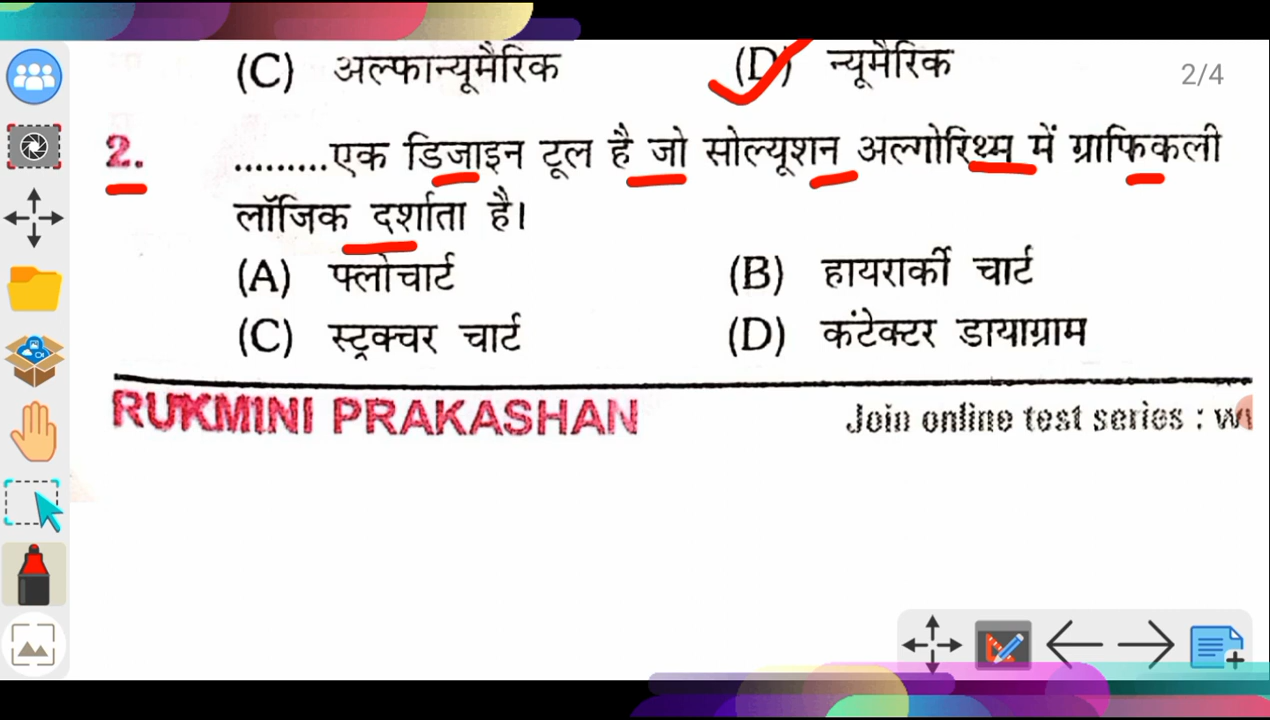 (C) अल्फान्यूमैरिक (D) न्यूमैरिक
2/4
2. .........एक डिजाइन टूल है जो सोल्यूशन अल्गोरिथ्म में ग्राफिकली
लॉजिक दर्शाता है।
(A) फ्लोचार्ट (B) हायरार्की चार्ट
(C) स्ट्रक्चर चार्ट (D) कंटेक्टर डायाग्राम
RUKMINI PRAKASHAN Join online test series :